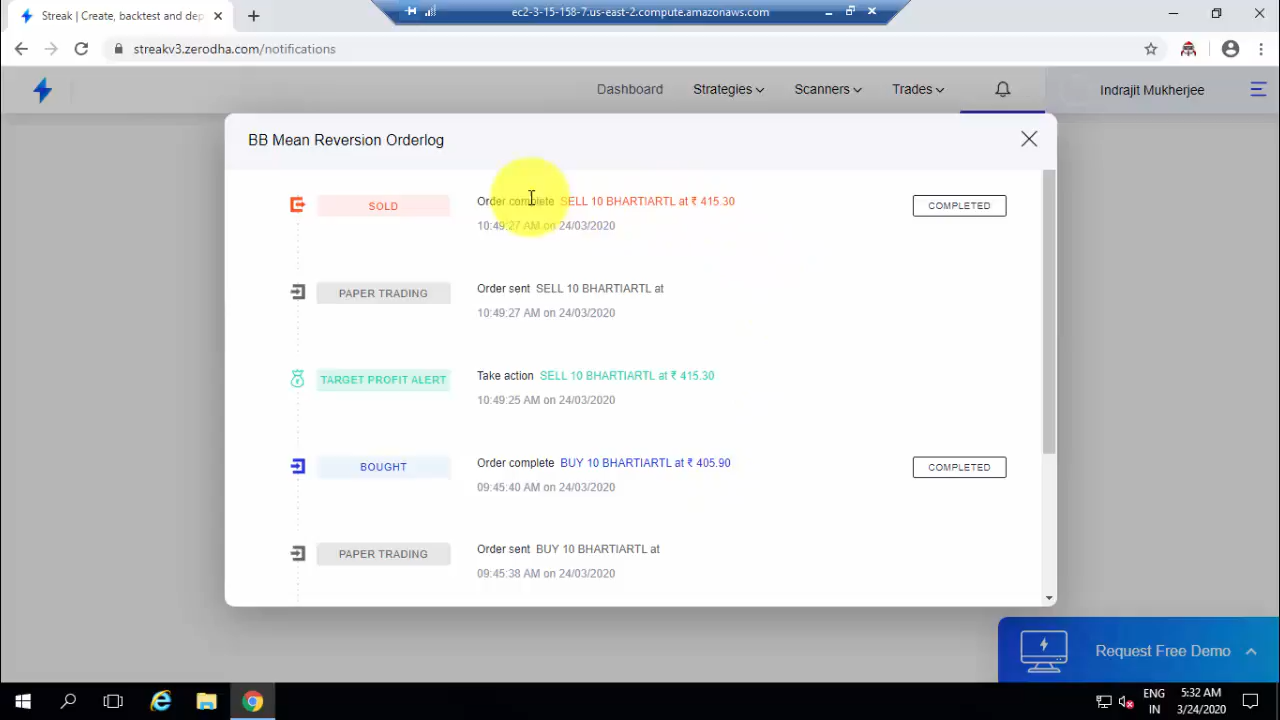 Streak | Create, backtest and dep
ec2-3-15-158-7.us-east-2.compute.amazonaws.com
streakv3.zerodha.com/notifications
Dashboard
Strategies
Scanners
Trades
Indrajit Mukherjee
BB Mean Reversion Orderlog
SOLD
Order complete SELL 10 BHARTIARTL at ₹ 415.30
COMPLETED
10:49:27 AM on 24/03/2020
PAPER TRADING
Order sent SELL 10 BHARTIARTL at
10:49:27 AM on 24/03/2020
TARGET PROFIT ALERT
Take action SELL 10 BHARTIARTL at ₹ 415.30
10:49:25 AM on 24/03/2020
BOUGHT
Order complete BUY 10 BHARTIARTL at ₹ 405.90
COMPLETED
09:45:40 AM on 24/03/2020
PAPER TRADING
Order sent BUY 10 BHARTIARTL at
09:45:38 AM on 24/03/2020
Request Free Demo
ENG
IN
5:32 AM
3/24/2020